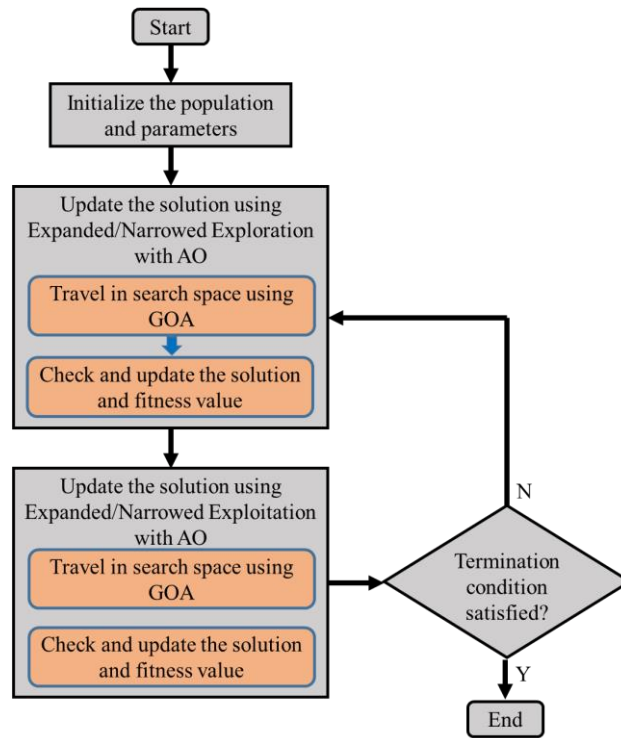 Start
Initialize the population
and parameters
Update the solution using
Expanded/Narrowed Exploration
with AO
Travel in search space using
GOA
Check and update the solution
and fitness value
Update the solution using
Expanded/Narrowed Exploitation
with AO
Travel in search space using
GOA
Check and update the solution
and fitness value
N
Termination
condition
satisfied?
Y
End